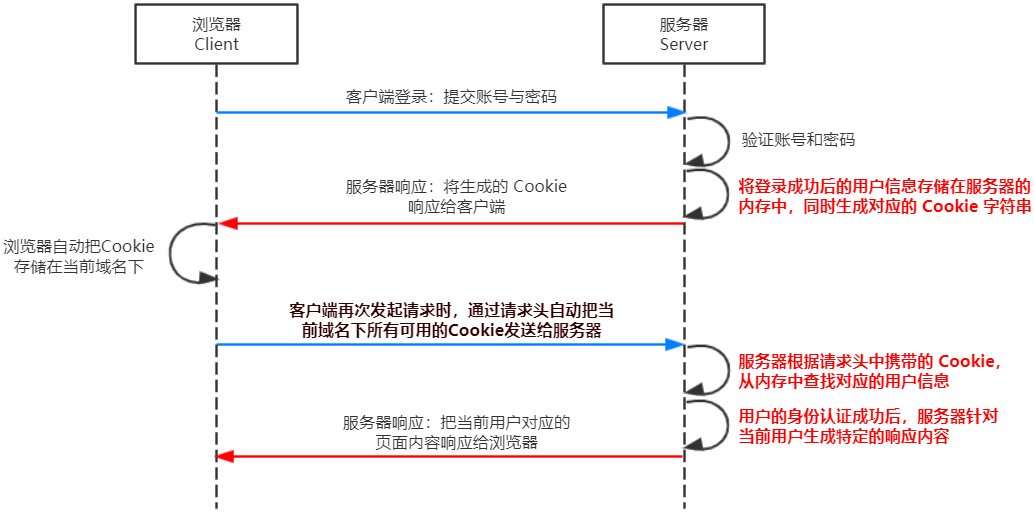 浏览器
Client
服务器
Server
客户端登录：提交账号与密码
验证账号和密码
服务器响应：将生成的 Cookie
响应给客户端
将登录成功后的用户信息存储在服务器的
内存中，同时生成对应的 Cookie 字符串
浏览器自动把Cookie
存储在当前域名下
客户端再次发起请求时，通过请求头自动把当
前域名下所有可用的Cookie发送给服务器
服务器根据请求头中携带的 Cookie，
从内存中查找对应的用户信息
服务器响应：把当前用户对应的
页面内容响应给浏览器
用户的身份认证成功后，服务器针对
当前用户生成特定的响应内容